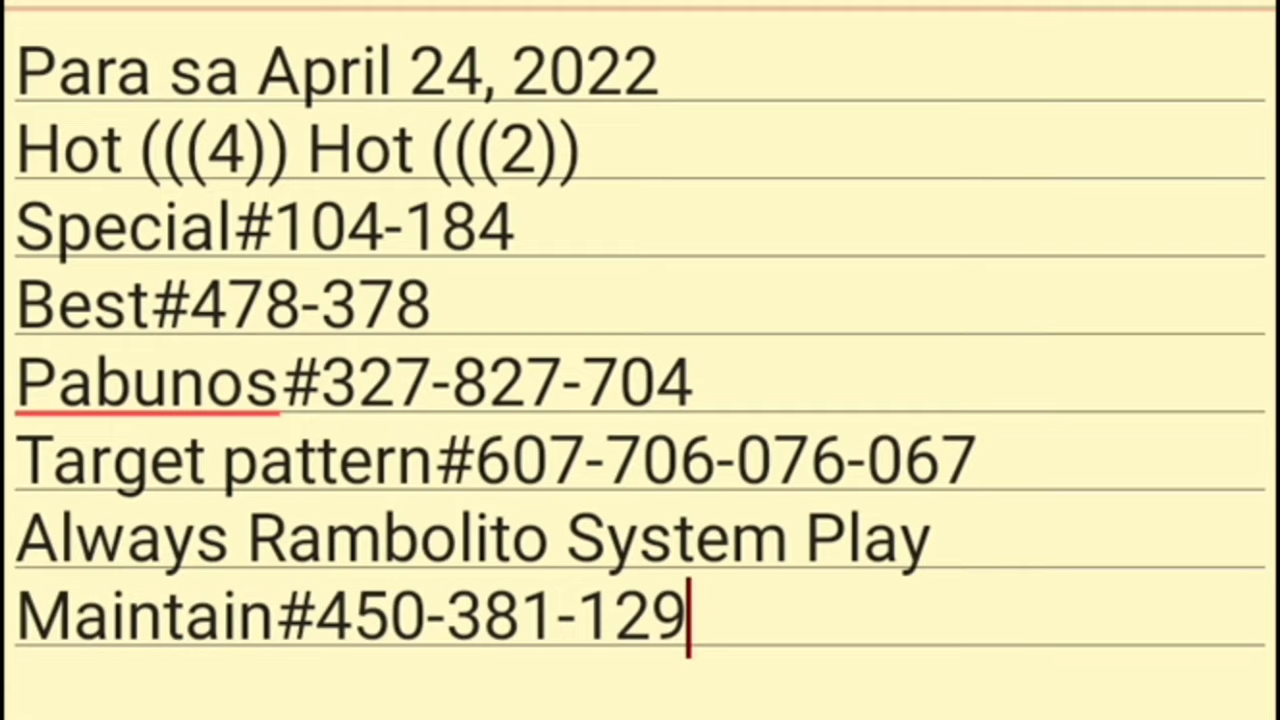 Para sa April 24, 2022
Hot (((4)) Hot (((2))
Special#104-184
Best#478-378
Pabunos#327-827-704
Target pattern#607-706-076-067
Always Rambolito System Play
Maintain#450-381-129